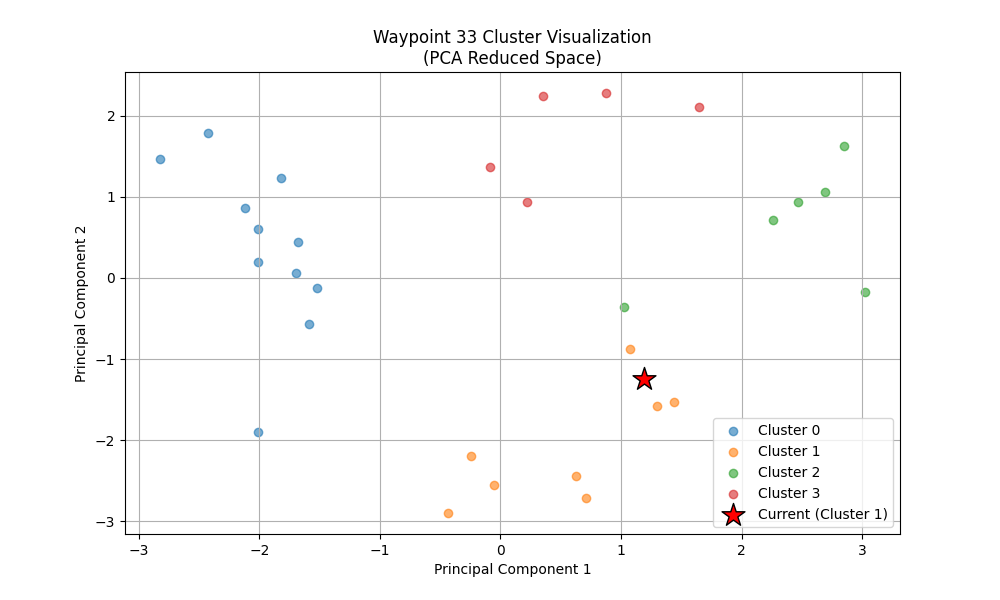 Waypoint 33 Cluster Visualization
(PCA Reduced Space)
Principal Component 2
2
1
0
−1
−2
−3
−3
−2
−1
0
1
2
3
Principal Component 1
Cluster 0
Cluster 1
Cluster 2
Cluster 3
Current (Cluster 1)